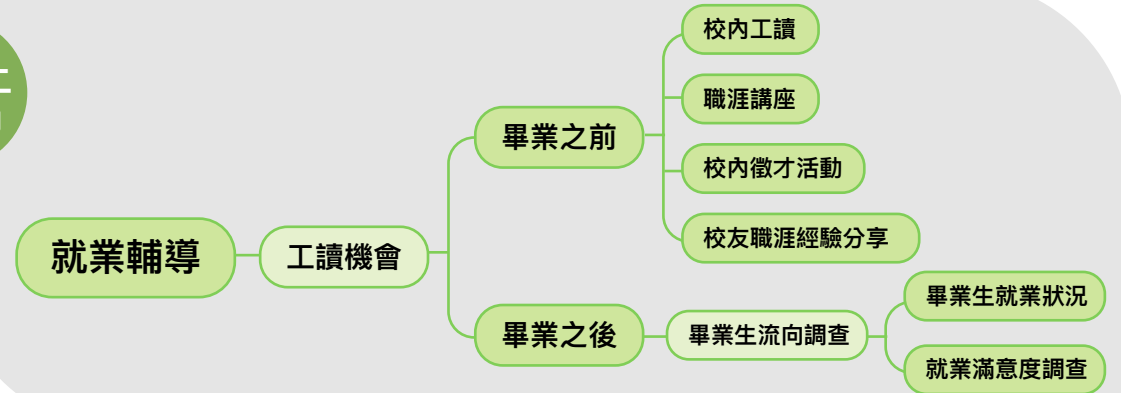 就業輔導
工讀機會
畢業之前
校內工讀
職涯講座
校內徵才活動
校友職涯經驗分享
畢業之後
畢業生流向調查
畢業生就業狀況
就業滿意度調查